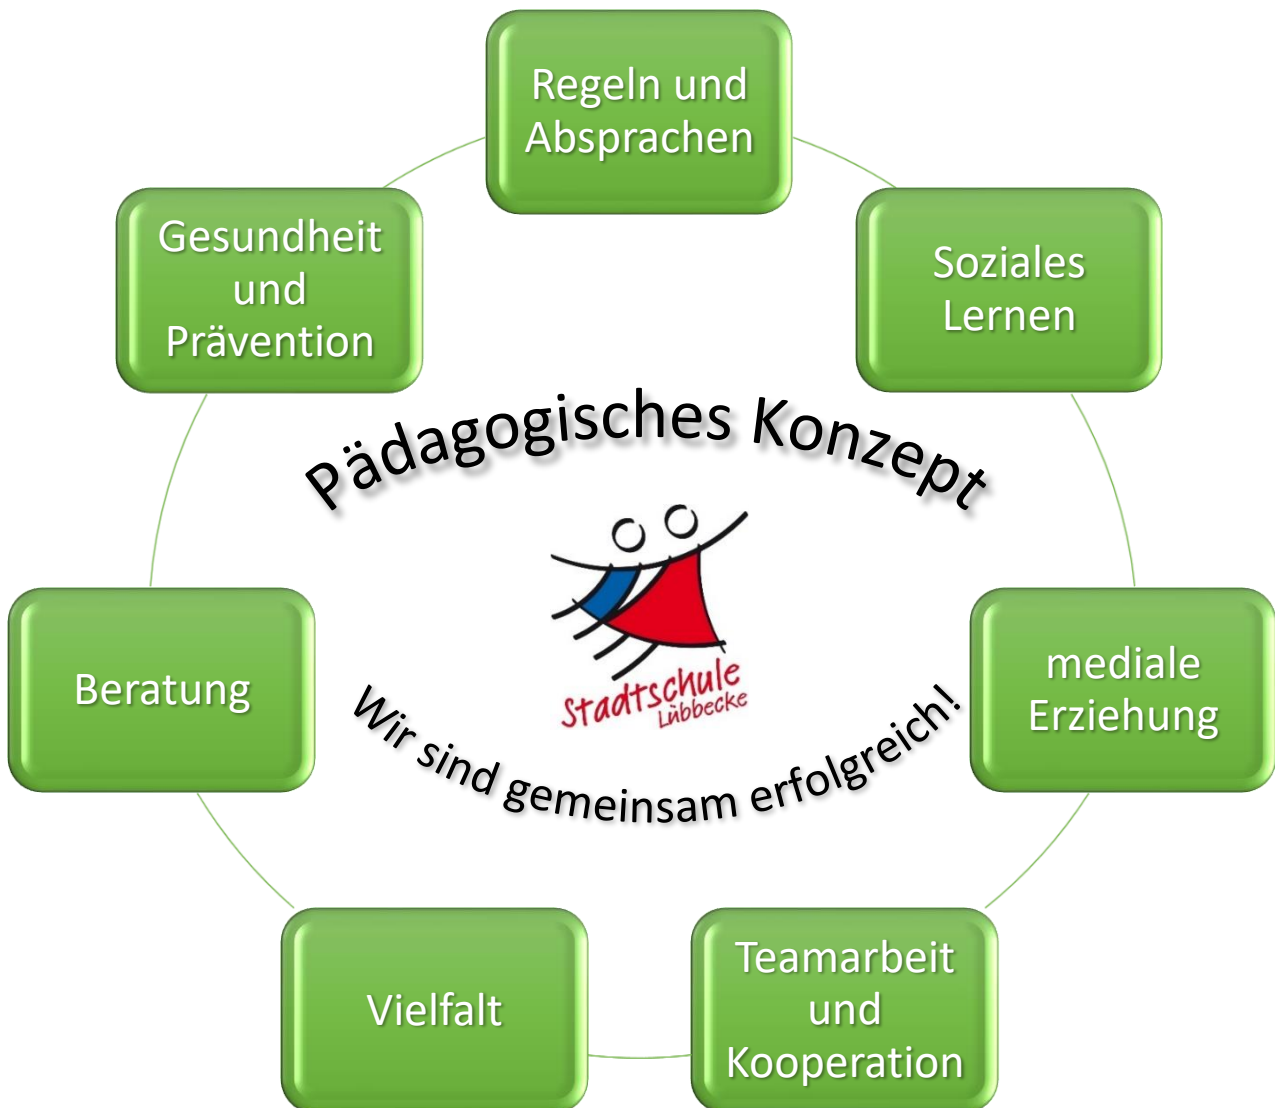 Regeln und
Absprachen
Soziales
Lernen
mediale
Erziehung
Teamarbeit
und
Kooperation
Vielfalt
Beratung
Gesundheit
und
Prävention
Pädagogisches Konzept
Stadtschule
Lübbecke
Wir sind gemeinsam erfolgreich!